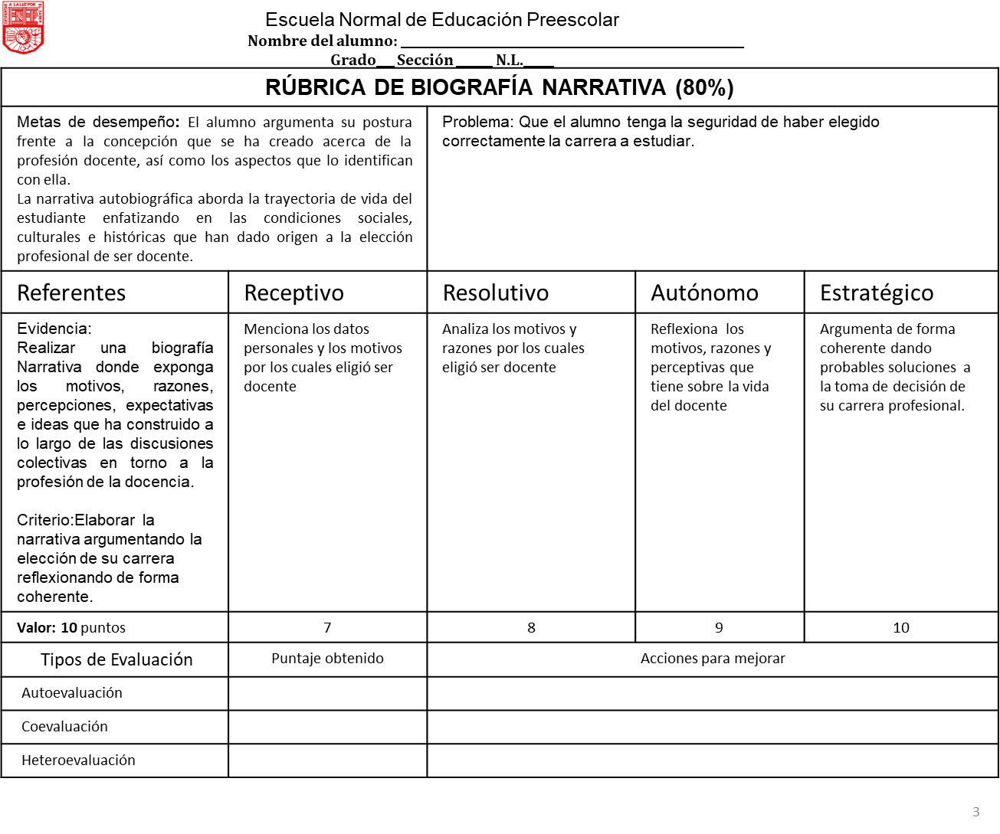 DESPERTAR A LA LUZ POR EL SABER
ENEP
Escuela Normal de Educación Preescolar
Nombre del alumno: ____________________________________________
Grado___ Sección _____ N.L.____
RÚBRICA DE BIOGRAFÍA NARRATIVA (80%)
Metas de desempeño: El alumno argumenta su postura
frente a la concepción que se ha creado acerca de la
profesión docente, así como los aspectos que lo identifican
con ella.
La narrativa autobiográfica aborda la trayectoria de vida del
estudiante enfatizando en las condiciones sociales,
culturales e históricas que han dado origen a la elección
profesional de ser docente.
Problema: Que el alumno tenga la seguridad de haber elegido
correctamente la carrera a estudiar.
Referentes
Receptivo
Resolutivo
Autónomo
Estratégico
Evidencia:
Realizar una biografía
Narrativa donde exponga
los motivos, razones,
percepciones, expectativas
e ideas que ha construido a
lo largo de las discusiones
colectivas en torno a la
profesión de la docencia.
Criterio:Elaborar la
narrativa argumentando la
elección de su carrera
reflexionando de forma
coherente.
Menciona los datos
personales y los motivos
por los cuales eligió ser
docente
Analiza los motivos y
razones por los cuales
eligió ser docente
Reflexiona los
motivos, razones y
perceptivas que
tiene sobre la vida
del docente
Argumenta de forma
coherente dando
probables soluciones a
la toma de decisión de
su carrera profesional.
Valor: 10 puntos
7
8
9
10
Tipos de Evaluación
Puntaje obtenido
Acciones para mejorar
Autoevaluación
Coevaluación
Heteroevaluación
3